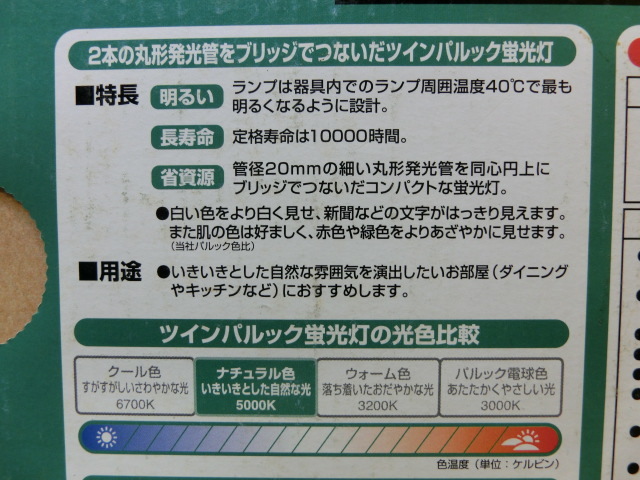 2本の丸形発光管をブリッジでつないだツインパルック蛍光灯
■特長
明るい
ランプは器具内でのランプ周囲温度40℃で最も
明るくなるように設計。
長寿命
定格寿命は10000時間。
省資源
管径20mmの細い丸形発光管を同心円上に
ブリッジでつないだコンパクトな蛍光灯。
●白い色をより白く見せ、新聞などの文字がはっきり見えます。
また肌の色は好ましく、赤色や緑色をよりあざやかに見せます。
(当社パルック色比)
■用途
●いきいきとした自然な雰囲気を演出したいお部屋(ダイニング
やキッチンなど)におすすめします。
ツインパルック蛍光灯の光色比較
クール色
すがすがしいさわやかな光
6700K
ナチュラル色
いきいきとした自然な光
5000K
ウォーム色
落ち着いたおだやかな光
3200K
パルック電球色
あたたかくやさしい光
3000K
色温度(単位:ケルビン)